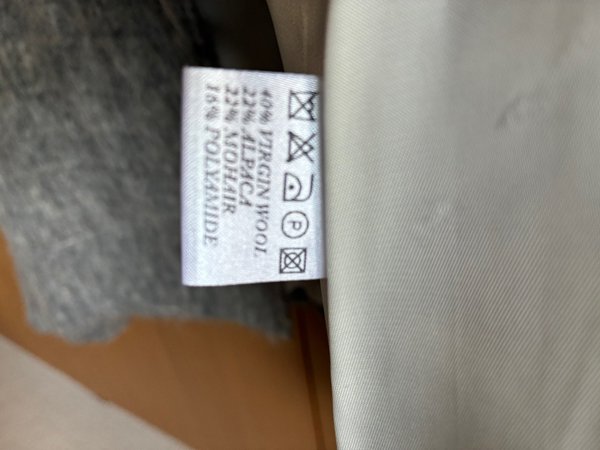 P
40% VIRGIN WOOL
22% ALPACA
22% MOHAIR
16% POLYAMIDE